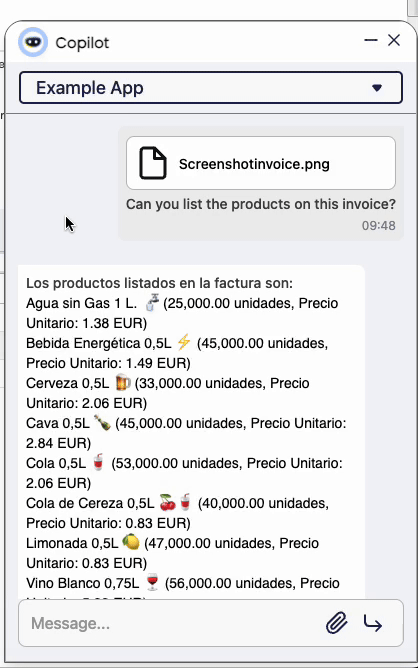 Copilot
Example App
Screenshotinvoice.png
Can you list the products on this invoice?
09:48
Los productos listados en la factura son:
Agua sin Gas 1 L. 🚰 (25,000.00 unidades, Precio
Unitario: 1.38 EUR)
Bebida Energética 0,5L ⚡ (45,000.00 unidades,
Precio Unitario: 1.49 EUR)
Cerveza 0,5L 🍺 (33,000.00 unidades, Precio
Unitario: 2.06 EUR)
Cava 0,5L 🍾 (45,000.00 unidades, Precio Unitario:
2.84 EUR)
Cola 0,5L 🥤 (53,000.00 unidades, Precio Unitario:
2.06 EUR)
Cola de Cereza 0,5L 🍒🥤 (40,000.00 unidades,
Precio Unitario: 0.83 EUR)
Limonada 0,5L 🍋 (47,000.00 unidades, Precio
Unitario: 0.83 EUR)
Vino Blanco 0,75L 🍷 (56,000.00 unidades, Precio
Message...